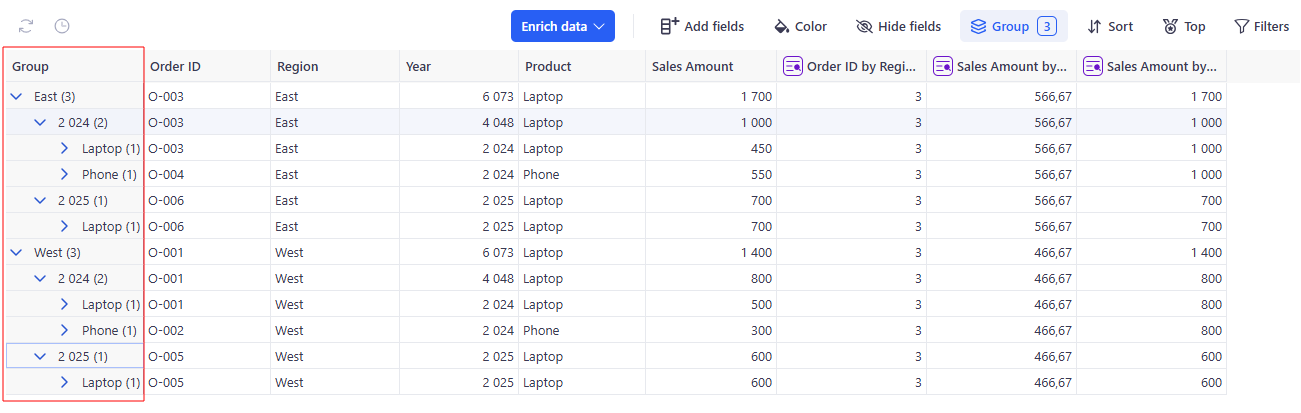 Enrich data Add fields Color Hide fields Group 3 Sort Top Filters
Group Order ID Region Year Product Sales Amount Order ID by Regi... Sales Amount by... Sales Amount by...
East (3) O-003 East 6 073 Laptop 1 700 3 566,67 1 700
2 024 (2) O-003 East 4 048 Laptop 1 000 3 566,67 1 000
Laptop (1) O-003 East 2 024 Laptop 450 3 566,67 1 000
Phone (1) O-004 East 2 024 Phone 550 3 566,67 1 000
2 025 (1) O-006 East 2 025 Laptop 700 3 566,67 700
Laptop (1) O-006 East 2 025 Laptop 700 3 566,67 700
West (3) O-001 West 6 073 Laptop 1 400 3 466,67 1 400
2 024 (2) O-001 West 4 048 Laptop 800 3 466,67 800
Laptop (1) O-001 West 2 024 Laptop 500 3 466,67 800
Phone (1) O-002 West 2 024 Phone 300 3 466,67 800
2 025 (1) O-005 West 2 025 Laptop 600 3 466,67 600
Laptop (1) O-005 West 2 025 Laptop 600 3 466,67 600